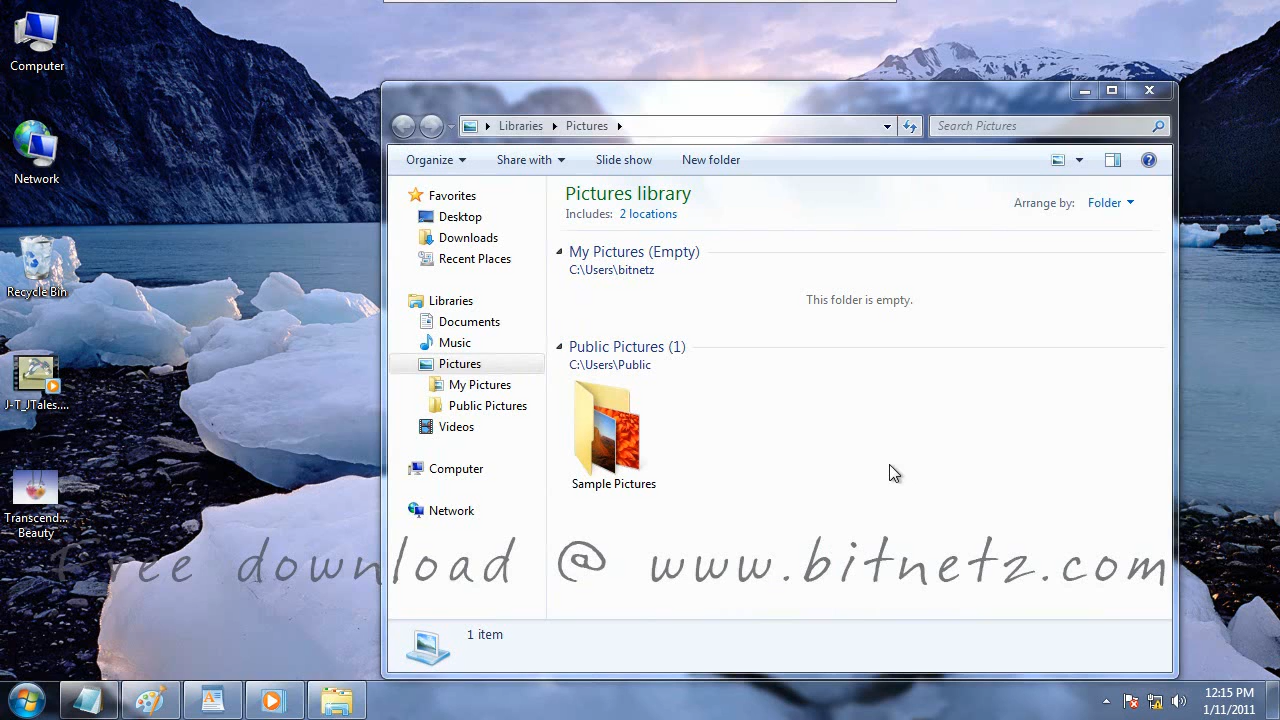 Computer
Network
Recycle Bin
J-T_JTales....
Transcend...
Beauty
Libraries
Pictures
Search Pictures
Organize
Share with
Slide show
New folder
Favorites
Desktop
Downloads
Recent Places
Libraries
Documents
Music
Pictures
My Pictures
Public Pictures
Videos
Computer
Network
Pictures library
Includes: 2 locations
Arrange by: Folder
My Pictures (Empty)
C:\Users\bitnetz
This folder is empty.
Public Pictures (1)
C:\Users\Public
Sample Pictures
Free download @ www.bitnetz.com
1 item
12:15 PM
1/11/2011